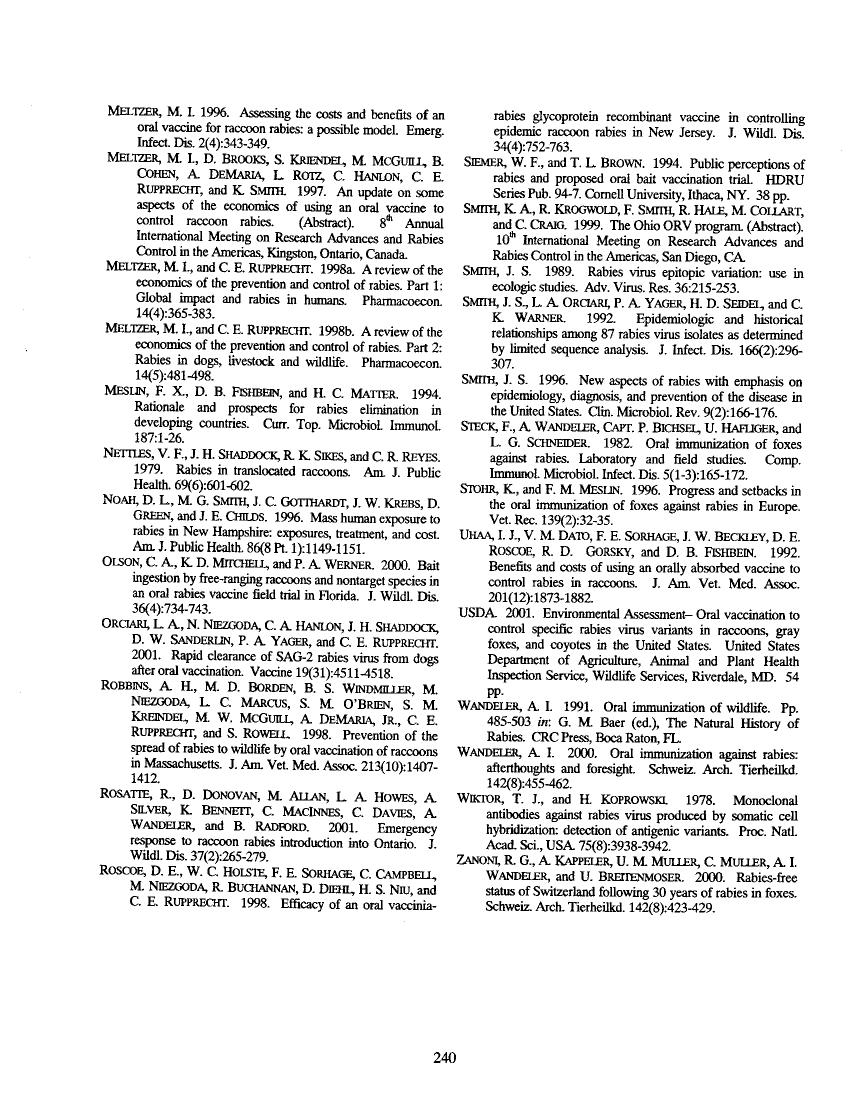 MELTZER, M. I. 1996. Assessing the costs and benefits of an
oral vaccine for raccoon rabies: a possible model. Emerg.
Infect. Dis. 2(4):343-349.
MELTZER, M. I., D. BROOKS, S. KRIENDEL, M. MCGUILL, B.
COHEN, A. DEMARIA, L. ROTZ, C. HANLON, C. E.
RUPPRECHT, and K. SMITH. 1997. An update on some
aspects of the economics of using an oral vaccine to
control raccoon rabies. (Abstract). 8th Annual
International Meeting on Research Advances and Rabies
Control in the Americas, Kingston, Ontario, Canada.
MELTZER, M. I., and C. E. RUPPRECHT. 1998a. A review of the
economics of the prevention and control of rabies. Part 1:
Global impact and rabies in humans. Pharmacoecon.
14(4):365-383.
MELTZER, M. I., and C. E. RUPPRECHT. 1998b. A review of the
economics of the prevention and control of rabies. Part 2:
Rabies in dogs, livestock and wildlife. Pharmacoecon.
14(5):481-498.
MESLIN, F. X., D. B. FISHBEIN, and H. C. MATTER. 1994.
Rationale and prospects for rabies elimination in
developing countries. Curr. Top. Microbiol. Immunol.
187:1-26.
NETTLES, V. F., J. H. SHADDOCK, R. K. SIKES, and C. R. REYES.
1979. Rabies in translocated raccoons. Am. J. Public
Health. 69(6):601-602.
NOAH, D. L., M. G. SMITH, J. C. GOTTHARDT, J. W. KREBS, D.
GREEN, and J. E. CHILDS. 1996. Mass human exposure to
rabies in New Hampshire: exposures, treatment, and cost.
Am. J. Public Health. 86(8 Pt. 1):1149-1151.
OLSON, C. A., K. D. MITCHELL, and P. A. WERNER. 2000. Bait
ingestion by free-ranging raccoons and nontarget species in
an oral rabies vaccine field trial in Florida. J. Wildl. Dis.
36(4):734-743.
ORCIARI, L. A., N. NIEZGODA, C. A. HANLON, J. H. SHADDOCK,
D. W. SANDERLIN, P. A. YAGER, and C. E. RUPPRECHT.
2001. Rapid clearance of SAG-2 rabies virus from dogs
after oral vaccination. Vaccine 19(31):4511-4518.
ROBBINS, A. H., M. D. BORDEN, B. S. WINDMILLER, M.
NIEZGODA, L. C. MARCUS, S. M. O'BRIEN, S. M.
KREINDEL, M. W. MCGUILL, A. DEMARIA, JR., C. E.
RUPPRECHT, and S. ROWELL. 1998. Prevention of the
spread of rabies to wildlife by oral vaccination of raccoons
in Massachusetts. J. Am. Vet. Med. Assoc. 213(10):1407-
1412.
ROSATTE, R., D. DONOVAN, M. ALLAN, L. A. HOWES, A.
SILVER, K. BENNETT, C. MACINNES, C. DAVIES, A.
WANDELER, and B. RADFORD. 2001. Emergency
response to raccoon rabies introduction into Ontario. J.
Wildl. Dis. 37(2):265-279.
ROSCOE, D. E., W. C. HOLSTE, F. E. SORHAGE, C. CAMPBELL,
M. NIEZGODA, R. BUCHANNAN, D. DIEHL, H. S. NIU, and
C. E. RUPPRECHT. 1998. Efficacy of an oral vaccinia-
rabies glycoprotein recombinant vaccine in controlling
epidemic raccoon rabies in New Jersey. J. Wildl. Dis.
34(4):752-763.
SIEMER, W. F., and T. L. BROWN. 1994. Public perceptions of
rabies and proposed oral bait vaccination trial. HDRU
Series Pub. 94-7. Cornell University, Ithaca, NY. 38 pp.
SMITH, K. A., R. KROGWOLD, F. SMITH, R. HALE, M. COLLART,
and C. CRAIG. 1999. The Ohio ORV program. (Abstract).
10th International Meeting on Research Advances and
Rabies Control in the Americas, San Diego, CA.
SMITH, J. S. 1989. Rabies virus epitopic variation: use in
ecologic studies. Adv. Virus. Res. 36:215-253.
SMITH, J. S., L. A. ORCIARI, P. A. YAGER, H. D. SEIDEL, and C.
K. WARNER. 1992. Epidemiologic and historical
relationships among 87 rabies virus isolates as determined
by limited sequence analysis. J. Infect. Dis. 166(2):296-
307.
SMITH, J. S. 1996. New aspects of rabies with emphasis on
epidemiology, diagnosis, and prevention of the disease in
the United States. Clin. Microbiol. Rev. 9(2):166-176.
STECK, F., A. WANDELER, CAPT. P. BICHSEL, U. HAFLIGER, and
L. G. SCHNEIDER. 1982. Oral immunization of foxes
against rabies. Laboratory and field studies. Comp.
Immunol. Microbiol. Infect. Dis. 5(1-3):165-172.
STOHR, K., and F. M. MESLIN. 1996. Progress and setbacks in
the oral immunization of foxes against rabies in Europe.
Vet. Rec. 139(2):32-35.
UHAA, I. J., V. M. DATO, F. E. SORHAGE, J. W. BECKLEY, D. E.
ROSCOE, R. D. GORSKY, and D. B. FISHBEIN. 1992.
Benefits and costs of using an orally absorbed vaccine to
control rabies in raccoons. J. Am. Vet. Med. Assoc.
201(12):1873-1882.
USDA. 2001. Environmental Assessment– Oral vaccination to
control specific rabies virus variants in raccoons, gray
foxes, and coyotes in the United States. United States
Department of Agriculture, Animal and Plant Health
Inspection Service, Wildlife Services, Riverdale, MD. 54
pp.
WANDELER, A. I. 1991. Oral immunization of wildlife. Pp.
485-503 in: G. M. Baer (ed.), The Natural History of
Rabies. CRC Press, Boca Raton, FL.
WANDELER, A. I. 2000. Oral immunization against rabies:
afterthoughts and foresight. Schweiz. Arch. Tierheilkd.
142(8):455-462.
WIKTOR, T. J., and H. KOPROWSKI. 1978. Monoclonal
antibodies against rabies virus produced by somatic cell
hybridization: detection of antigenic variants. Proc. Natl.
Acad. Sci., USA. 75(8):3938-3942.
ZANONI, R. G., A. KAPPELER, U. M. MULLER, C. MULLER, A. I.
WANDELER, and U. BREITENMOSER. 2000. Rabies-free
status of Switzerland following 30 years of rabies in foxes.
Schweiz. Arch. Tierheilkd. 142(8):423-429.
240